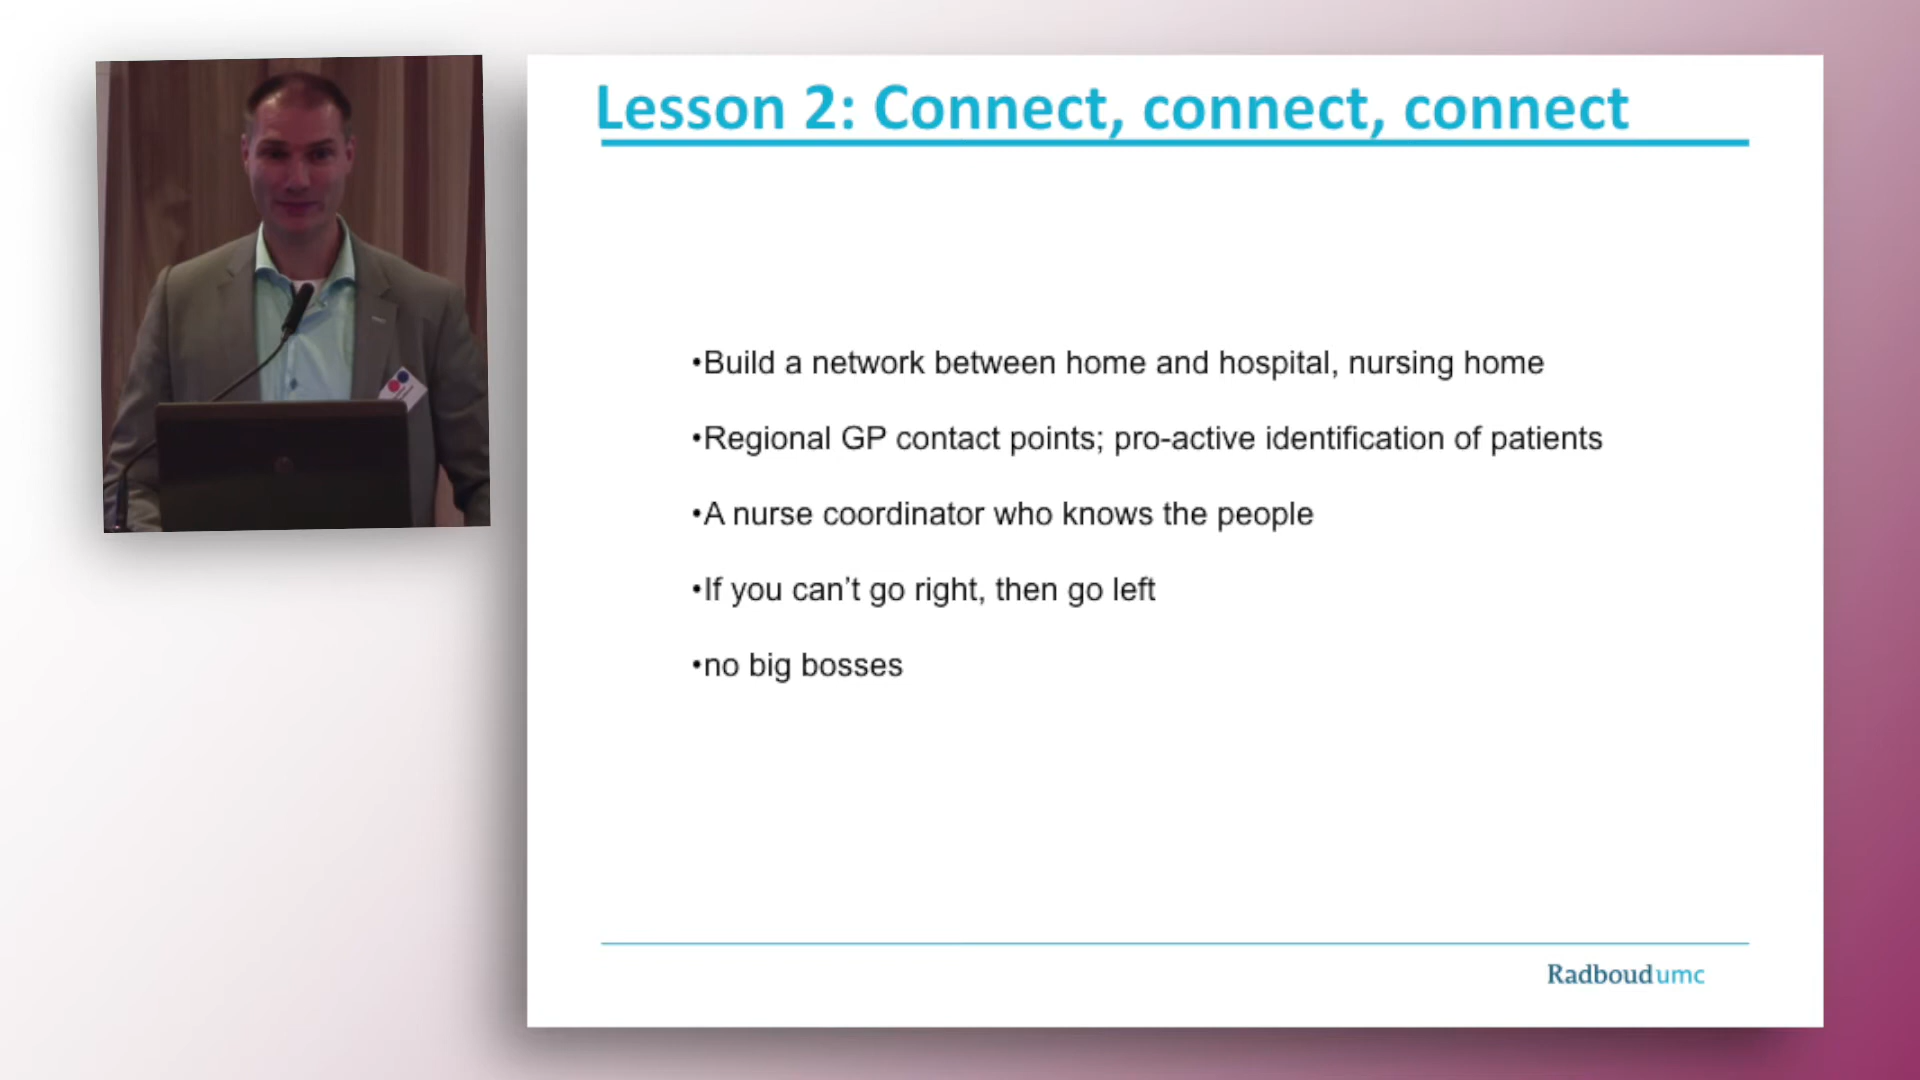 Lesson 2: Connect, connect, connect
•Build a network between home and hospital, nursing home
•Regional GP contact points; pro-active identification of patients
•A nurse coordinator who knows the people
•If you can’t go right, then go left
•no big bosses
Radboudumc